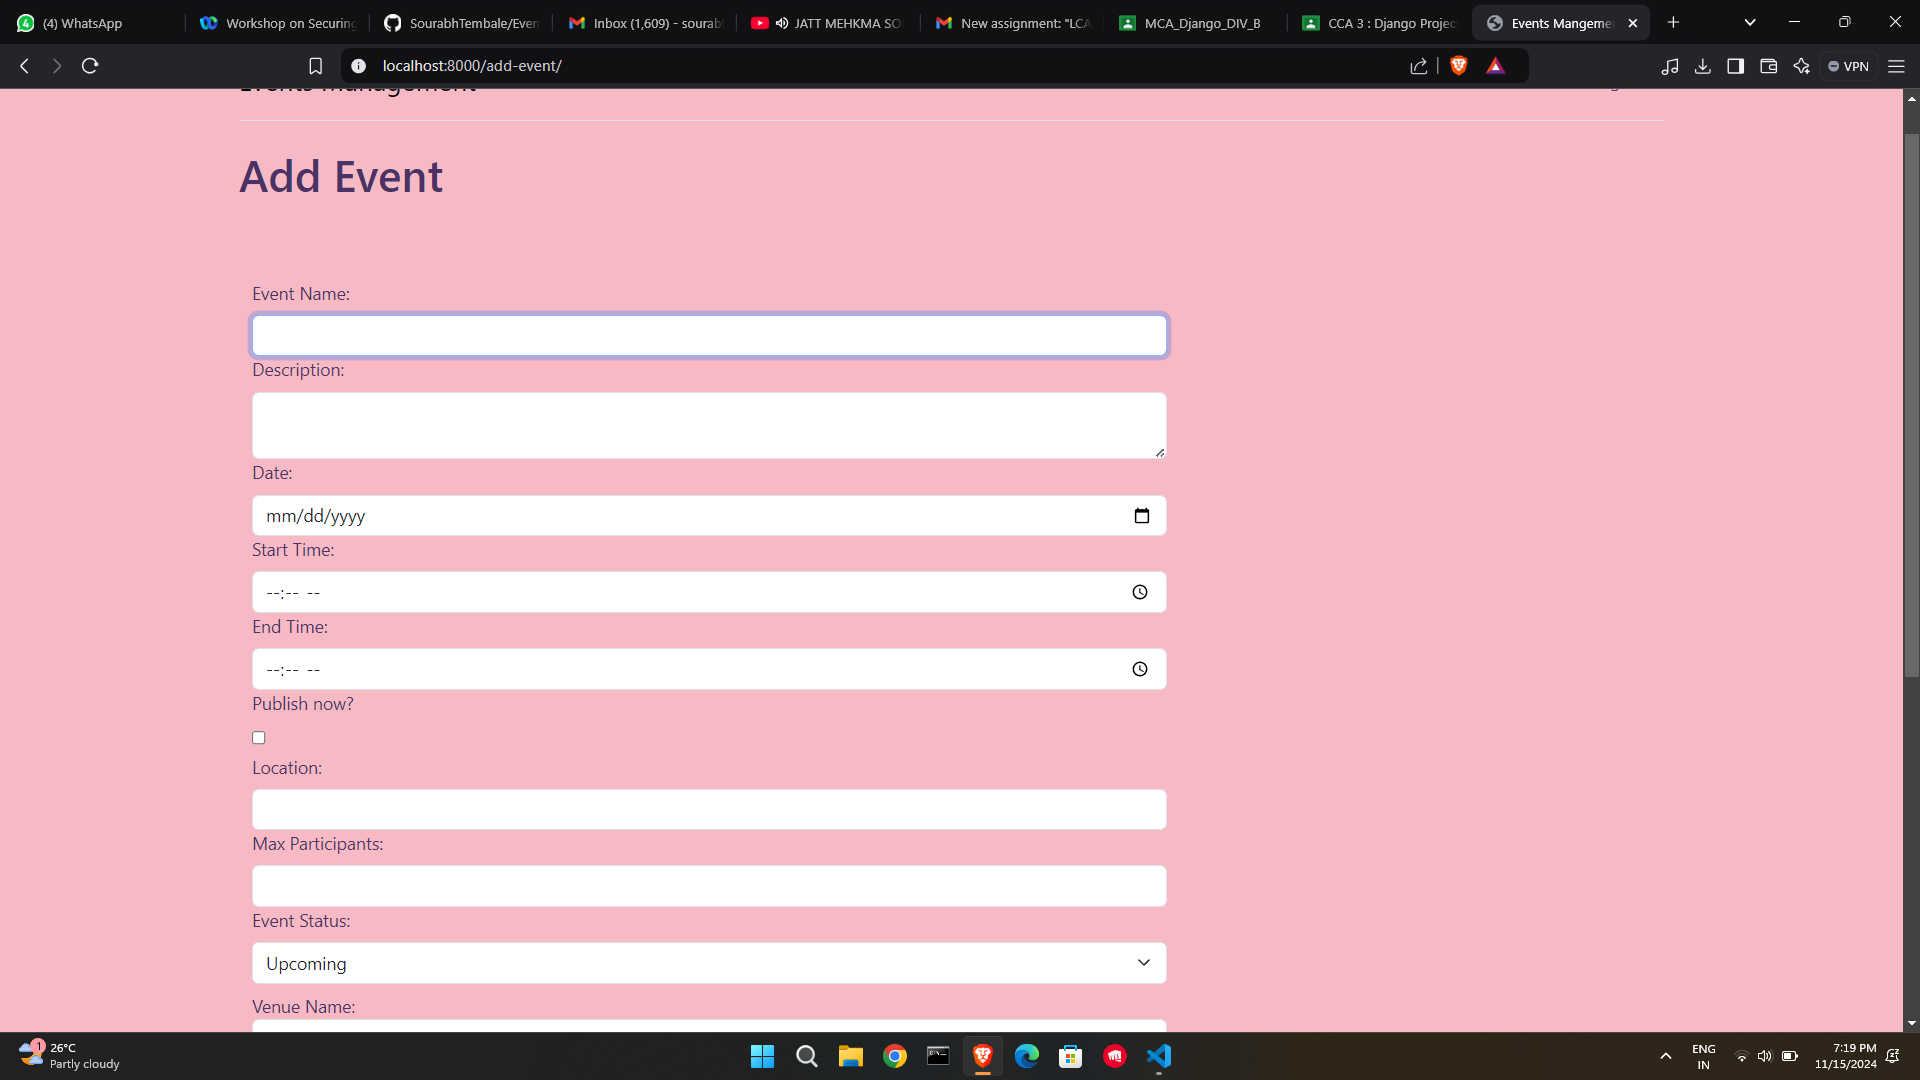 (4) WhatsApp
Workshop on Securing
SourabhTembale/Even
Inbox (1,609) - sourab
JATT MEHKMA SO
New assignment: "LCA
MCA_Django_DIV_B
CCA 3 : Django Projec
Events Mangeme
localhost:8000/add-event/
VPN
Events Management
Add Event
Event Name:
Description:
Date:
mm/dd/yyyy
Start Time:
--:-- --
End Time:
--:-- --
Publish now?
Location:
Max Participants:
Event Status:
Upcoming
Venue Name:
1
26°C
Partly cloudy
ENG
IN
7:19 PM
11/15/2024